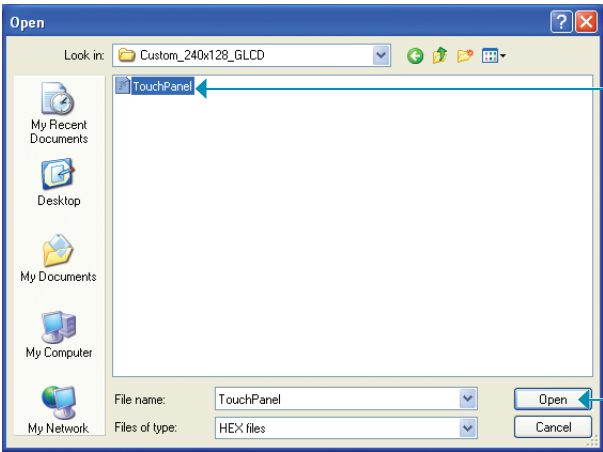 Open
Look in:
Custom_240x128_GLCD
TouchPanel
My Recent
Documents
Desktop
My Documents
My Computer
My Network
File name:
TouchPanel
Open
Files of type:
HEX files
Cancel